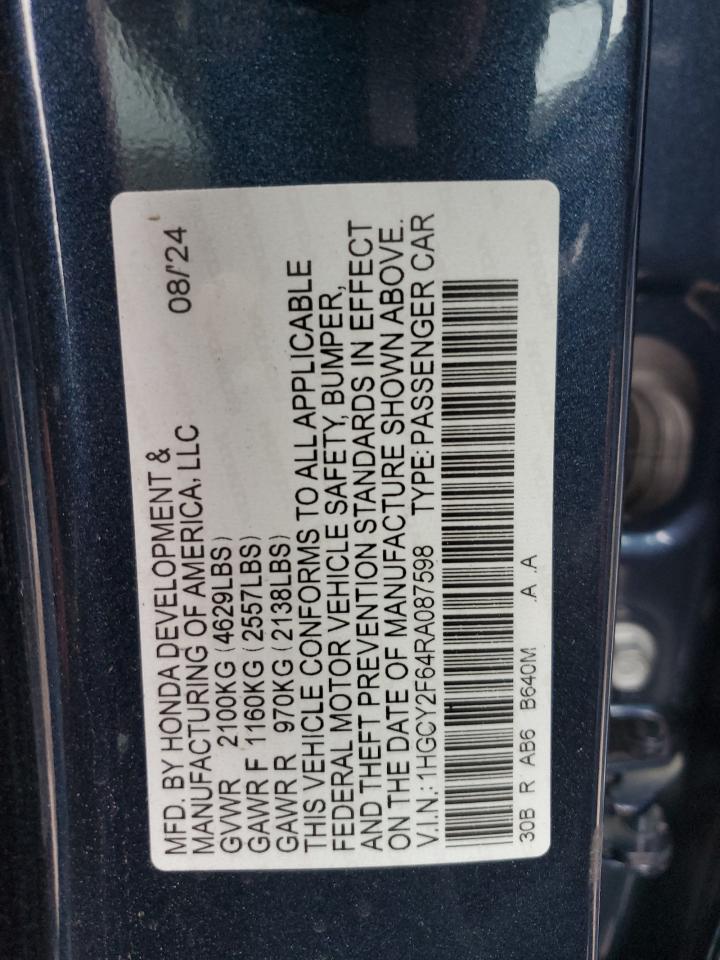 MFD. BY HONDA DEVELOPMENT & 
MANUFACTURING OF AMERICA, LLC 08/'24
GVWR 2100KG (4629LBS)
GAWR F 1160KG (2557LBS)
GAWR R 970KG (2138LBS)
THIS VEHICLE CONFORMS TO ALL APPLICABLE
FEDERAL MOTOR VEHICLE SAFETY, BUMPER,
AND THEFT PREVENTION STANDARDS IN EFFECT
ON THE DATE OF MANUFACTURE SHOWN ABOVE.
V.I.N.: 1HGCY2F64RA087598 TYPE: PASSENGER CAR
30B R AB6 B640M .A .A